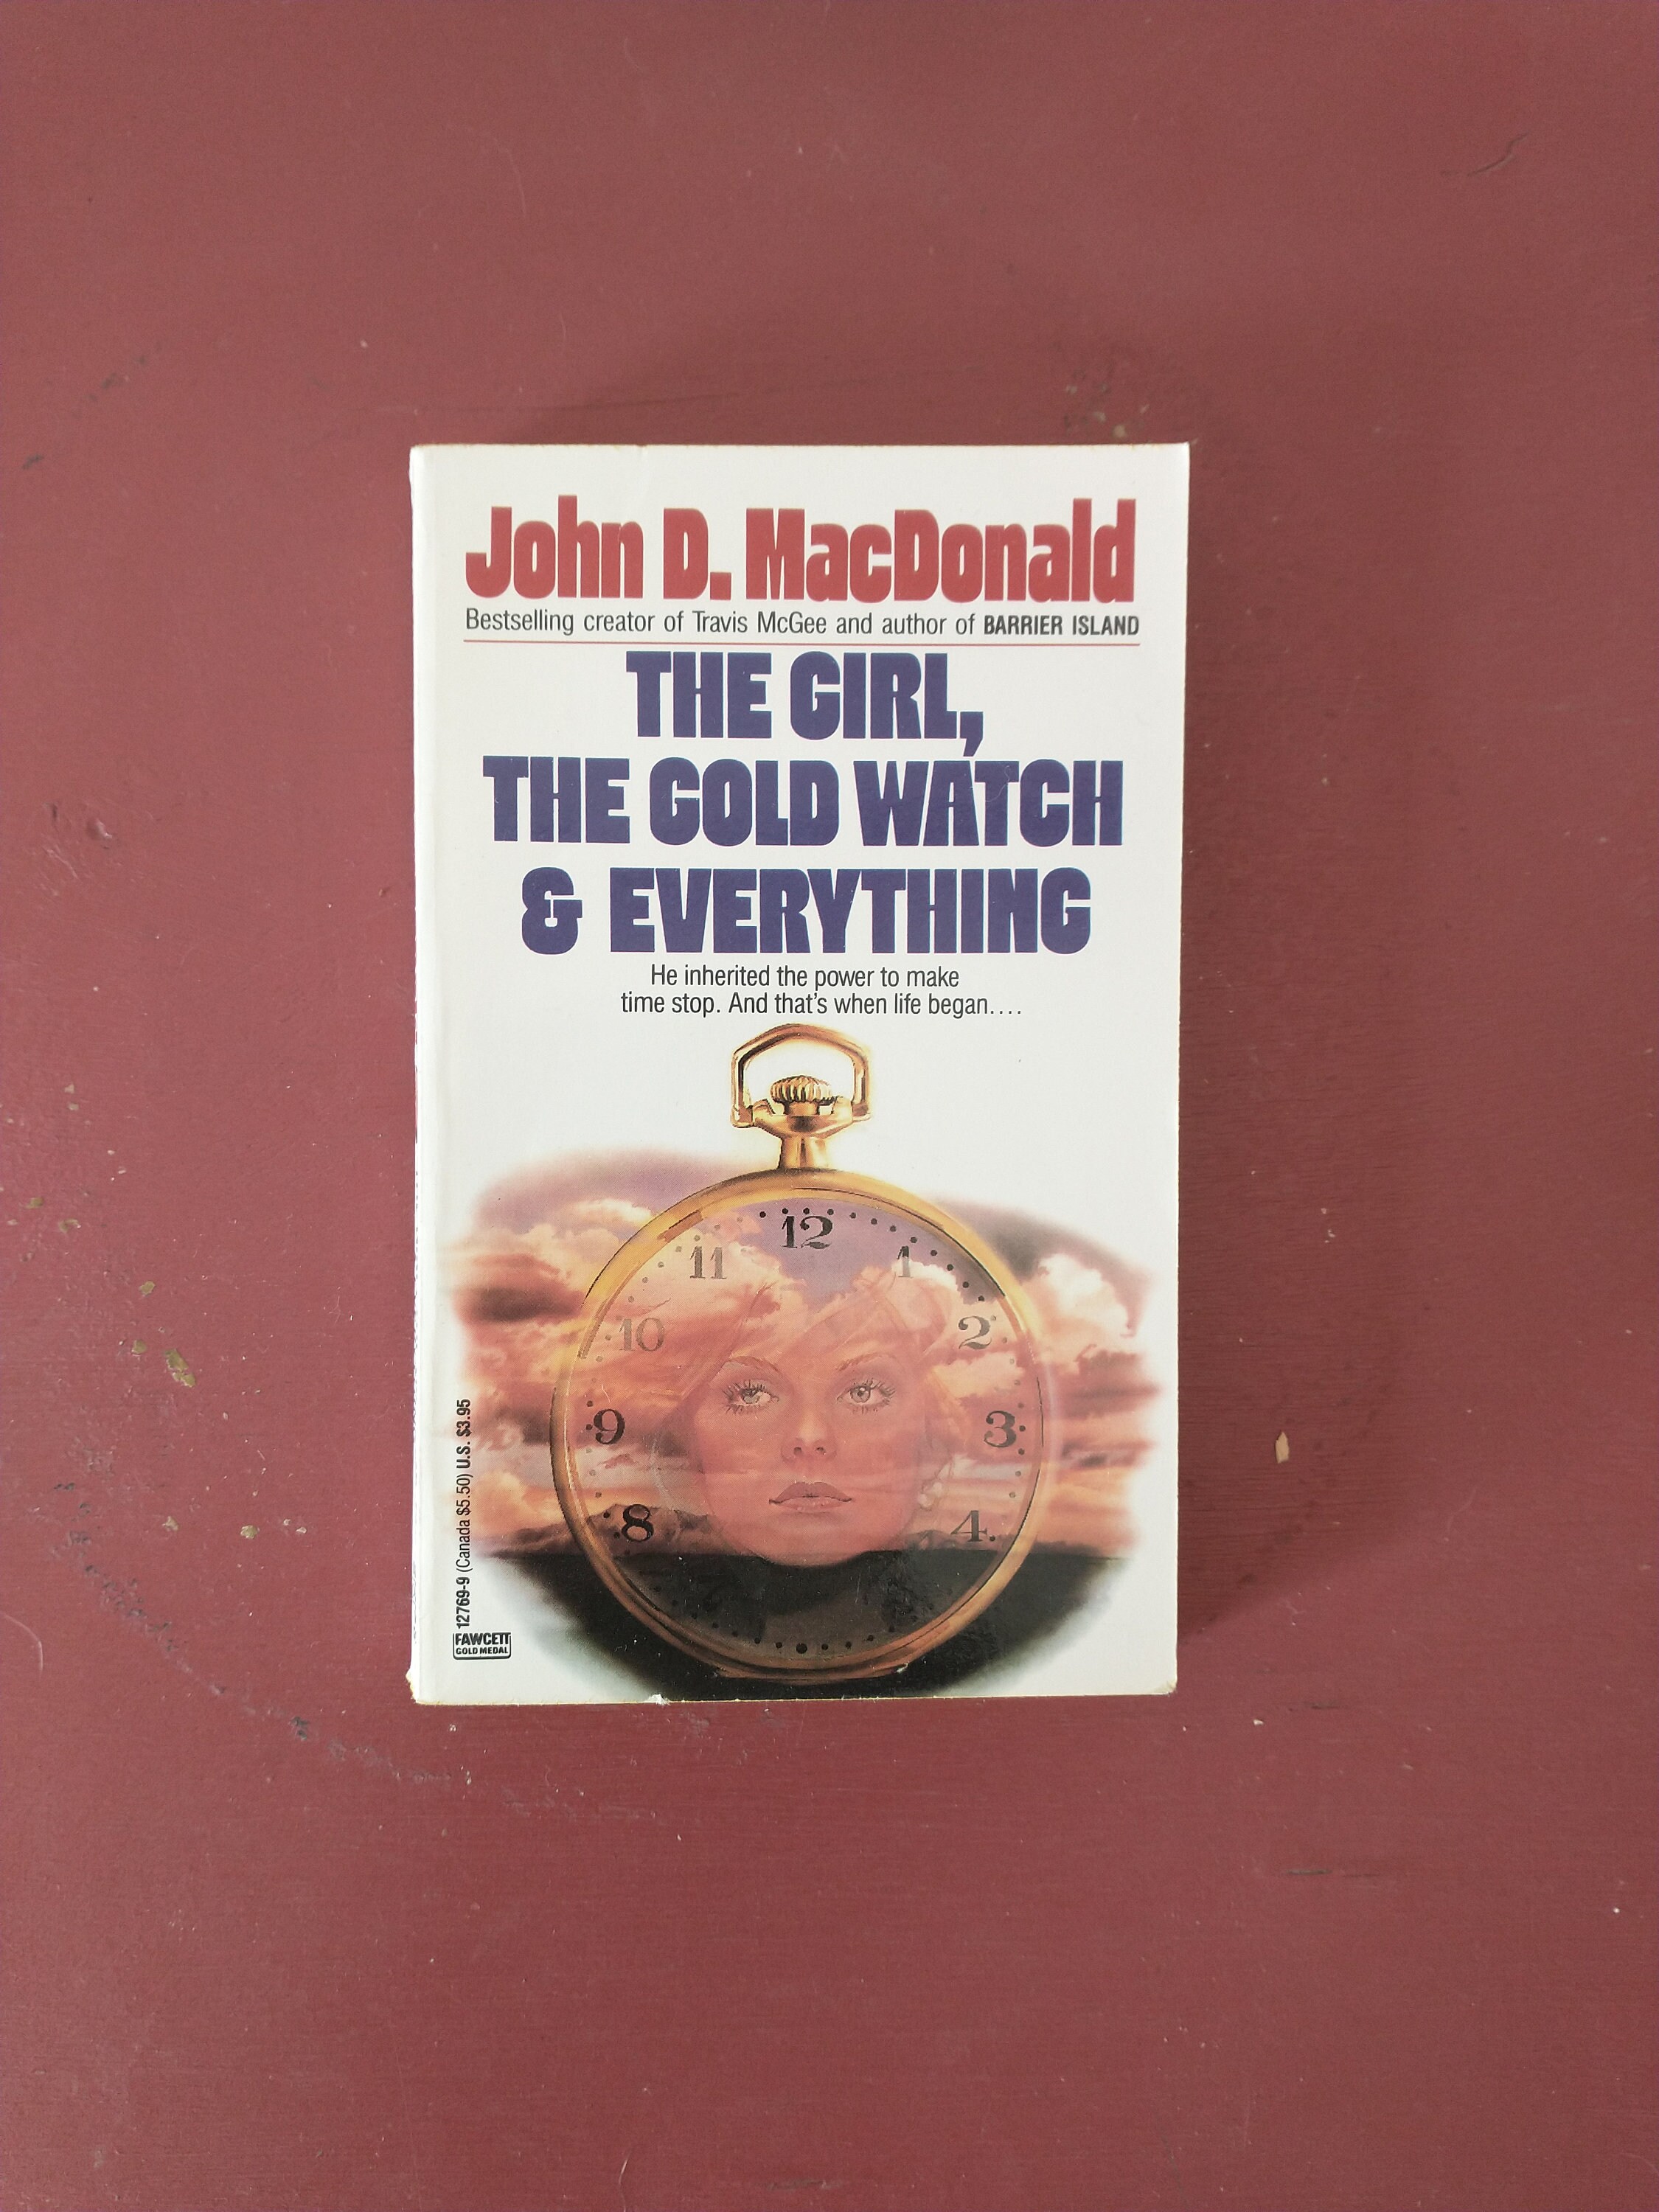 John D. MacDonald
Bestselling creator of Travis McGee and author of BARRIER ISLAND
THE GIRL,
THE GOLD WATCH
& EVERYTHING
He inherited the power to make
time stop. And that's when life began....
12
11
1
10
2
9
3
8
4
12769-9 (Canada $5.50) U.S. $3.95
FAWCETT
GOLD MEDAL